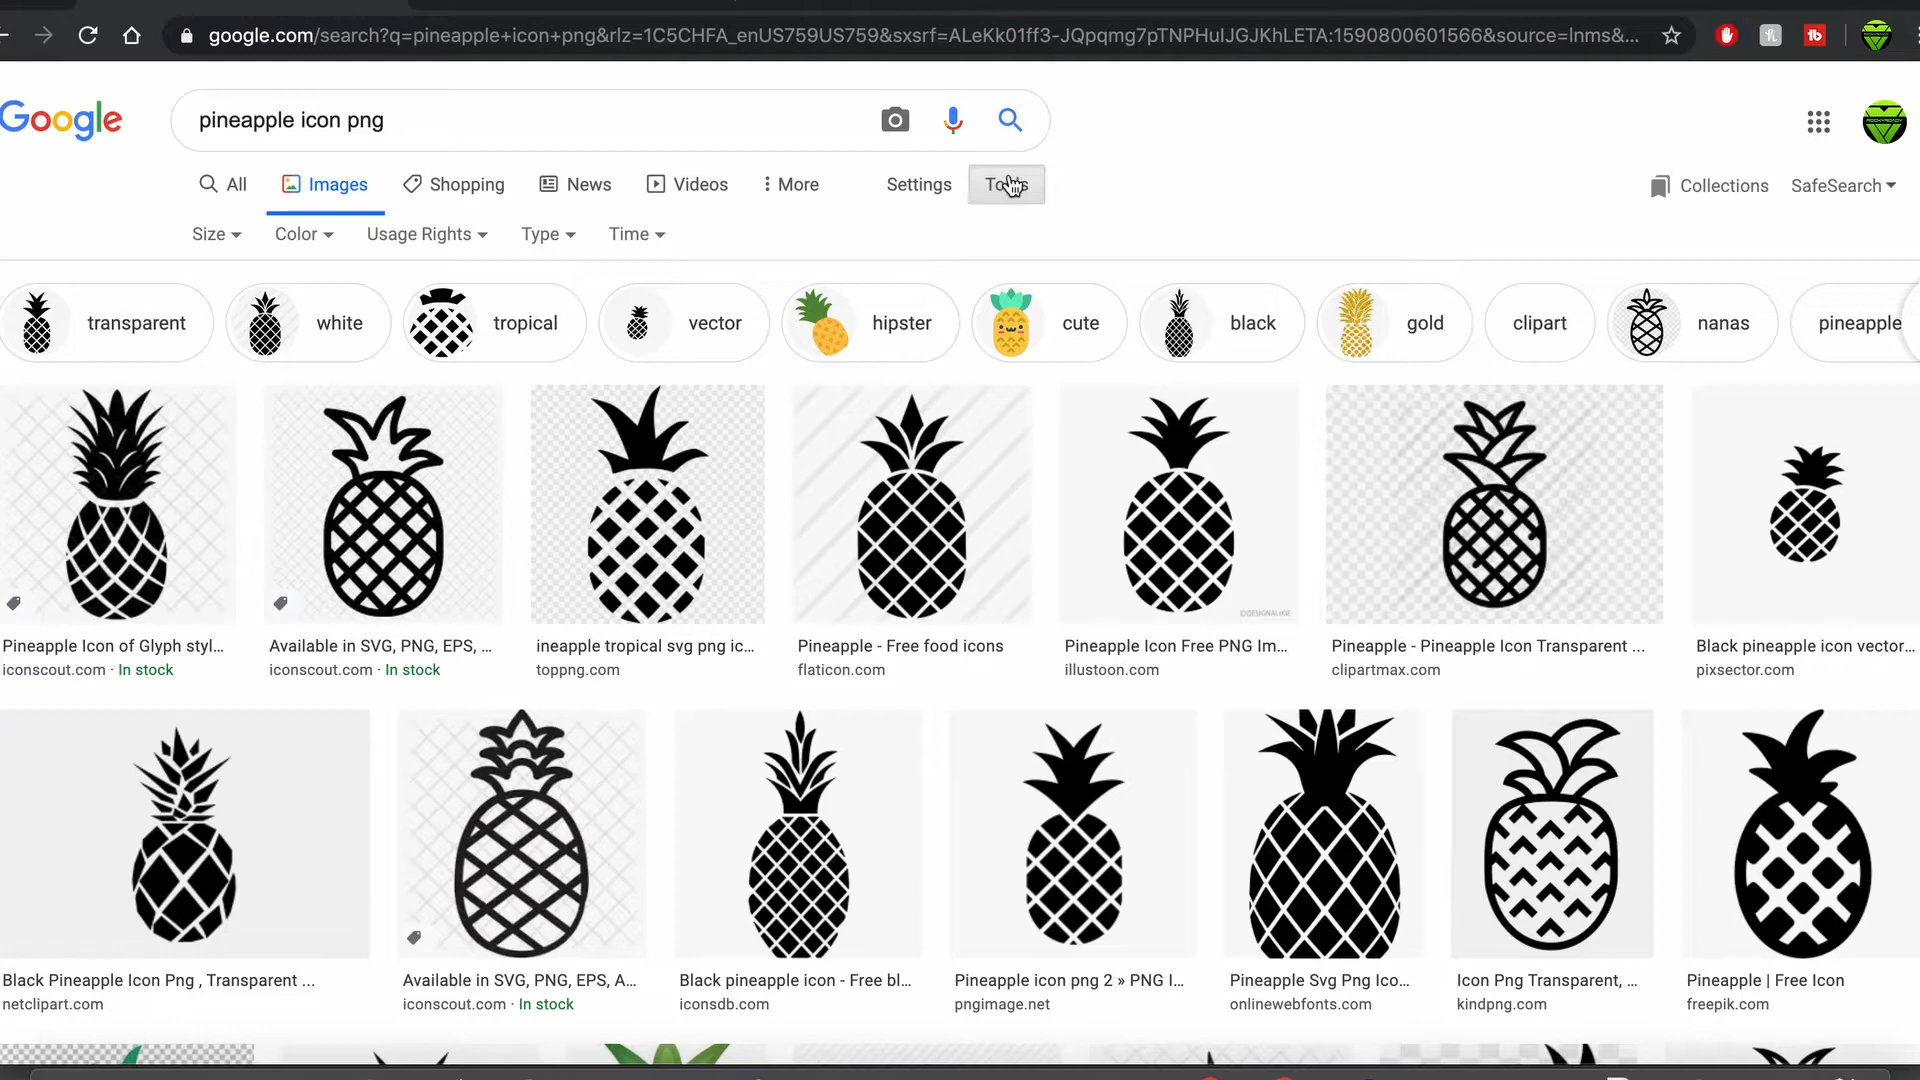 google.com/search?q=pineapple+icon+png&rlz=1C5CHFA_enUS759US759&sxsrf=ALeKk01ff3-JQpqmg7pTNPHuIJGJKhLETA:1590800601566&source=lnms&...
Google
pineapple icon png
All Images Shopping News Videos More Settings Tools
Collections SafeSearch
Size Color Usage Rights Type Time
transparent white tropical vector hipster cute black gold clipart nanas pineapple
Pineapple Icon of Glyph styl... Available in SVG, PNG, EPS, ... ineapple tropical svg png ic... Pineapple - Free food icons Pineapple Icon Free PNG Im... Pineapple - Pineapple Icon Transparent ... Black pineapple icon vector...
iconscout.com · In stock iconscout.com · In stock toppng.com flaticon.com illustoon.com clipartmax.com pixsector.com
Black Pineapple Icon Png , Transparent ... Available in SVG, PNG, EPS, A... Black pineapple icon - Free bl... Pineapple icon png 2 » PNG I... Pineapple Svg Png Ico... Icon Png Transparent, ... Pineapple | Free Icon
netclipart.com iconscout.com · In stock iconsdb.com pngimage.net onlinewebfonts.com kindpng.com freepik.com